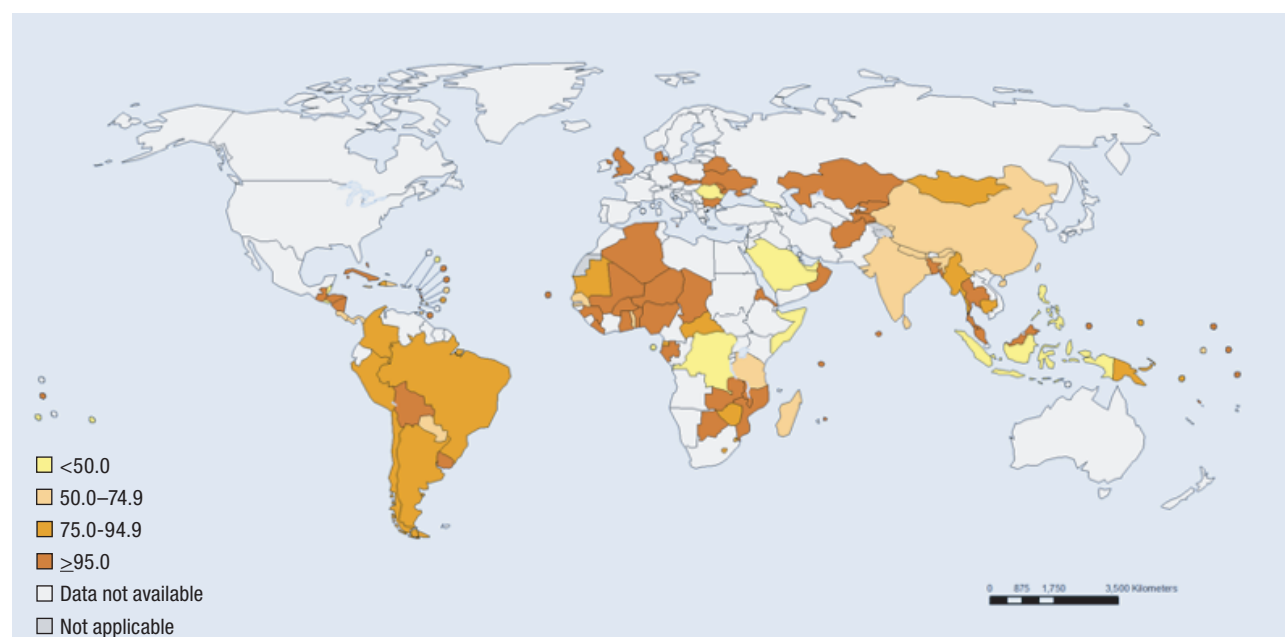 <50.0
50.0–74.9
75.0-94.9
≥95.0
Data not available
Not applicable
0 875 1,750 3,500 Kilometers